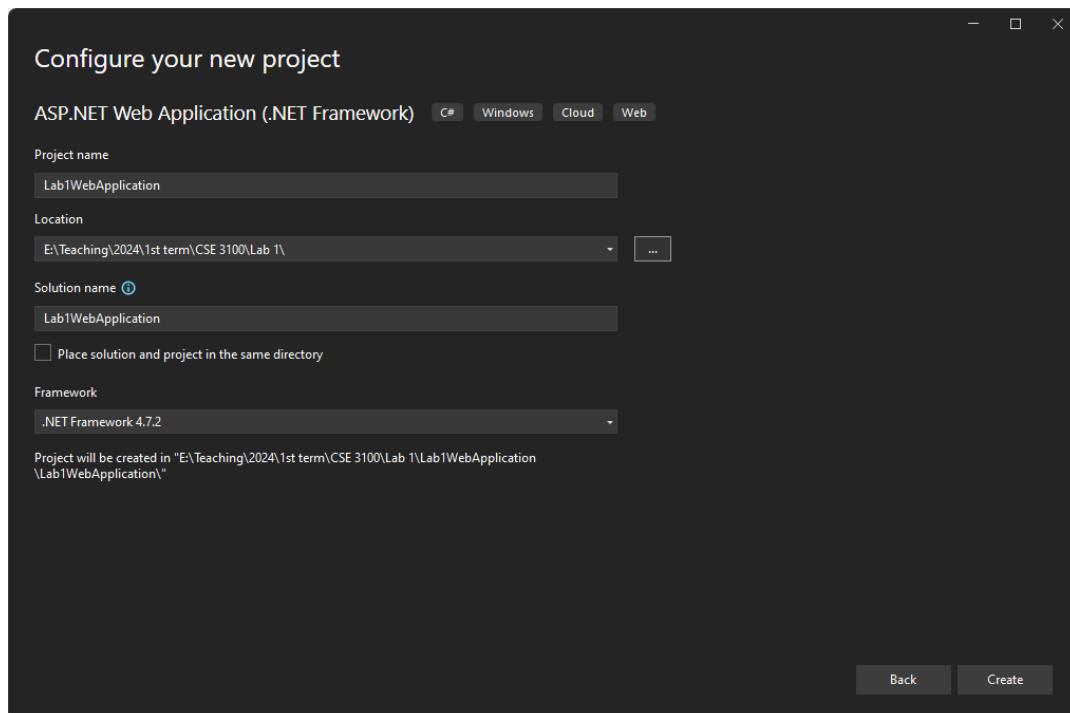 Configure your new project
ASP.NET Web Application (.NET Framework) C# Windows Cloud Web
Project name
Lab1WebApplication
Location
E:\Teaching\2024\1st term\CSE 3100\Lab 1\
...
Solution name
Lab1WebApplication
Place solution and project in the same directory
Framework
.NET Framework 4.7.2
Project will be created in "E:\Teaching\2024\1st term\CSE 3100\Lab 1\Lab1WebApplication
\Lab1WebApplication\"
Back Create